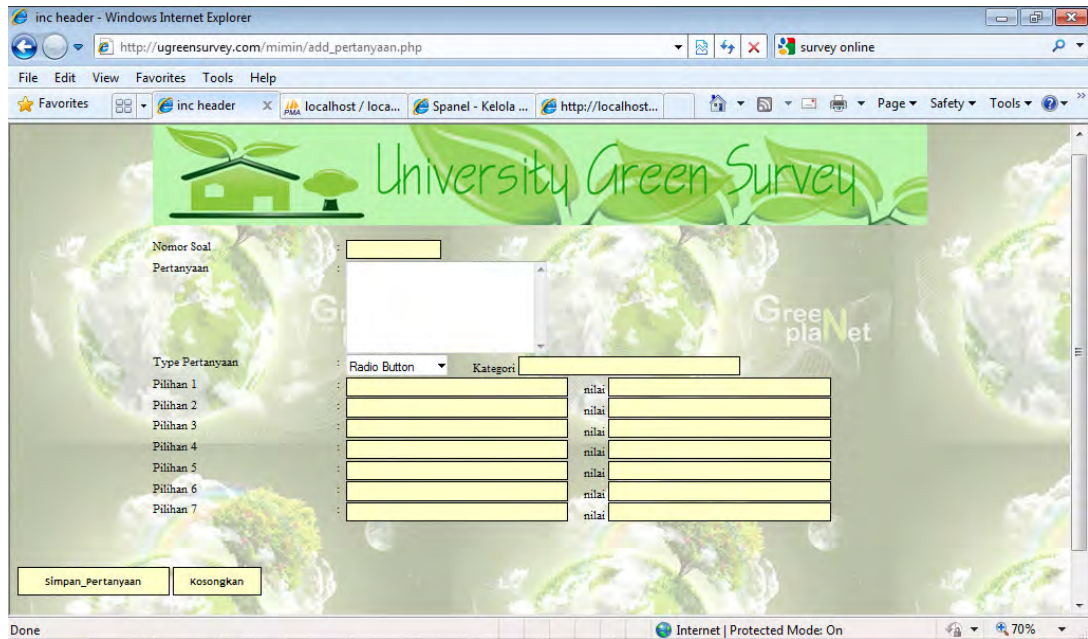 inc header - Windows Internet Explorer
http://ugreensurvey.com/mimin/add_pertanyaan.php
survey online
File Edit View Favorites Tools Help
Favorites inc header X localhost / loca... Spanel - Kelola ... http://localhost... Page Safety Tools »
University Green Survey
Nomor Soal :
Pertanyaan :
Green plaNet
Type Pertanyaan : Radio Button Kategori
Pilihan 1 : nilai
Pilihan 2 : nilai
Pilihan 3 : nilai
Pilihan 4 : nilai
Pilihan 5 : nilai
Pilihan 6 : nilai
Pilihan 7 : nilai
Simpan_Pertanyaan Kosongkan
Done Internet | Protected Mode: On 70%